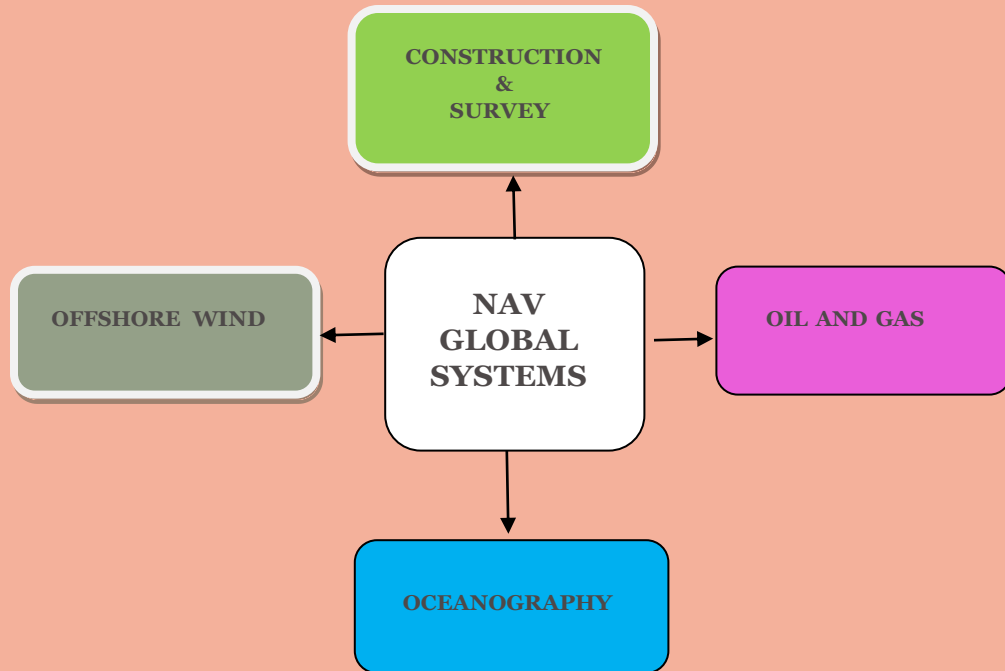 CONSTRUCTION
&
SURVEY
OFFSHORE WIND
NAV
GLOBAL
SYSTEMS
OIL AND GAS
OCEANOGRAPHY